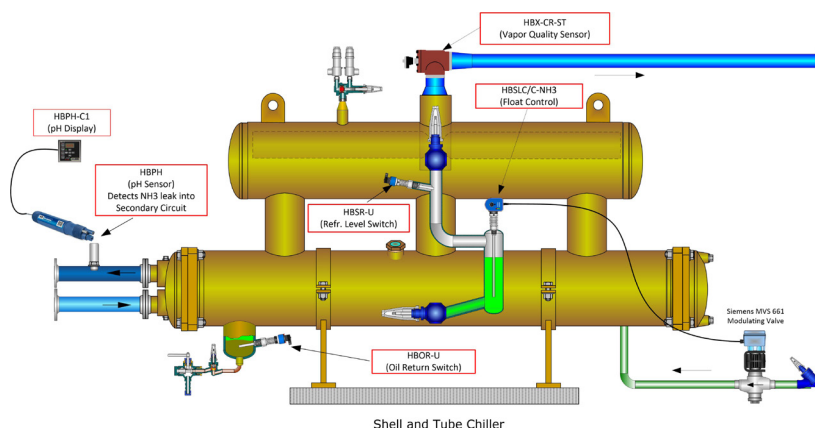 HBX-CR-ST
(Vapor Quality Sensor)
HBSLC/C-NH3
(Float Control)
HBPH-C1
(pH Display)
HBPH
(pH Sensor)
Detects NH3 leak into
Secondary Circuit
HBSR-U
(Refr. Level Switch)
Siemens MVS 661
Modulating Valve
HBOR-U
(Oil Return Switch)
Shell and Tube Chiller